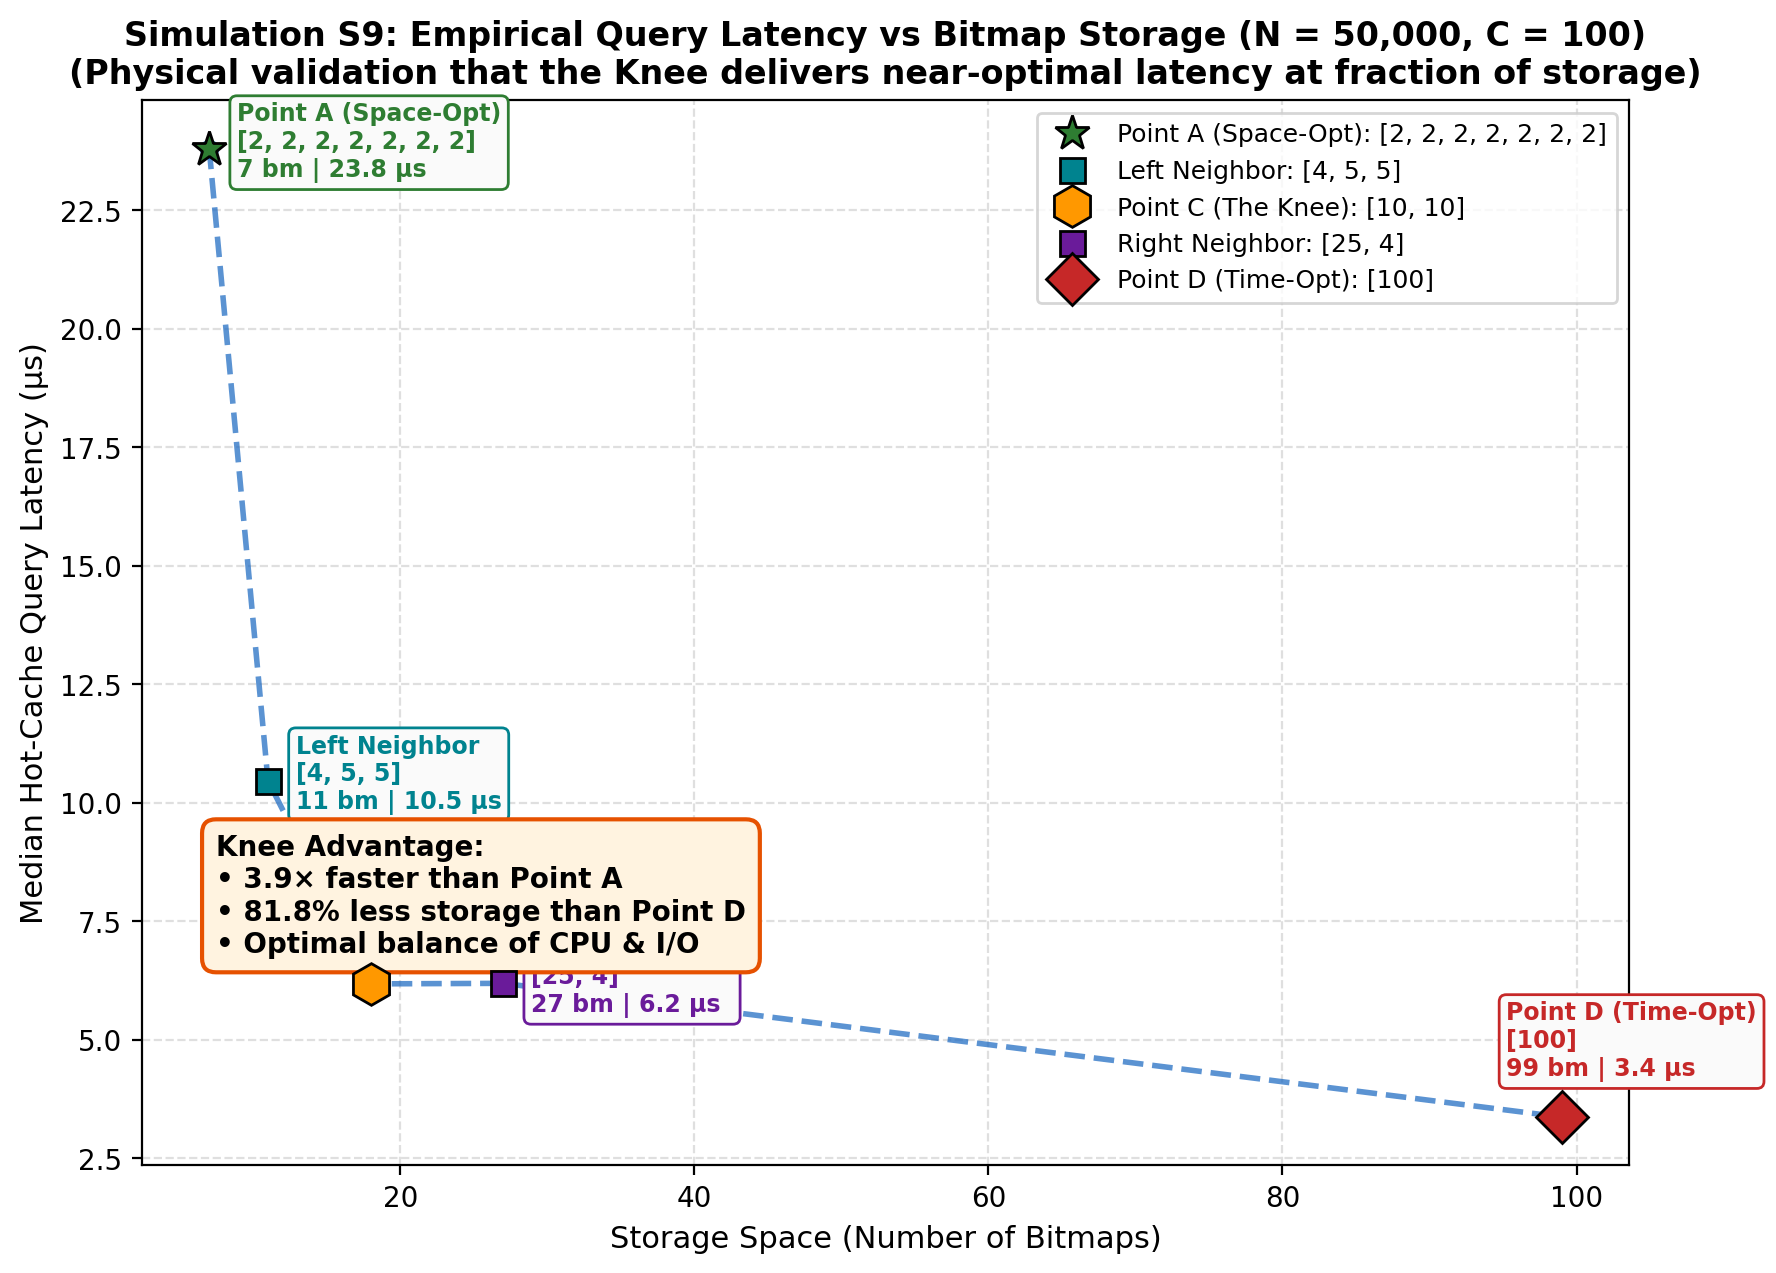 Simulation S9: Empirical Query Latency vs Bitmap Storage (N = 50,000, C = 100)
(Physical validation that the Knee delivers near-optimal latency at fraction of storage)
Point A (Space-Opt)
[2, 2, 2, 2, 2, 2, 2]
7 bm | 23.8 µs
Point A (Space-Opt): [2, 2, 2, 2, 2, 2, 2]
Left Neighbor: [4, 5, 5]
Point C (The Knee): [10, 10]
Right Neighbor: [25, 4]
Point D (Time-Opt): [100]
Median Hot-Cache Query Latency (µs)
22.5
20.0
17.5
15.0
12.5
10.0
7.5
5.0
2.5
Left Neighbor
[4, 5, 5]
11 bm | 10.5 µs
Knee Advantage:
• 3.9× faster than Point A
• 81.8% less storage than Point D
• Optimal balance of CPU & I/O
[25, 4]
27 bm | 6.2 µs
Point D (Time-Opt)
[100]
99 bm | 3.4 µs
20
40
60
80
100
Storage Space (Number of Bitmaps)